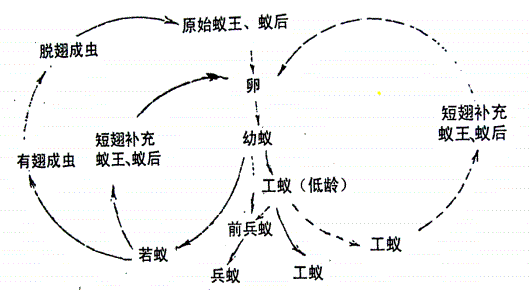 原始蚁王、蚁后
脱翅成虫
卵
短翅补充
蚁王、蚁后
短翅补充
蚁王、蚁后
幼蚁
有翅成虫
工蚁（低龄）
前兵蚁
若蚁
工蚁
兵蚁
工蚁